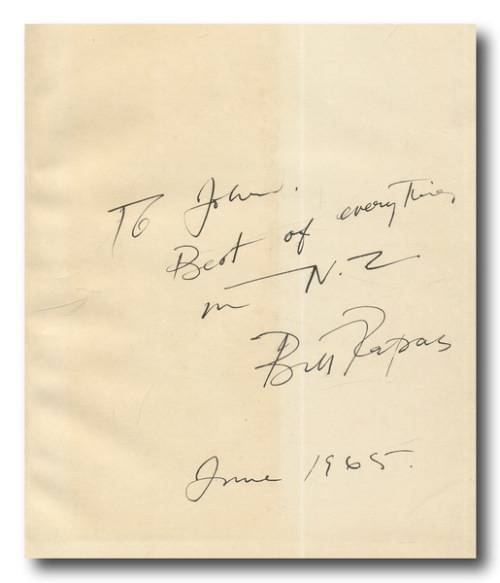 To John.
Best of everything
in N.Z
Bill Papas
June 1965.